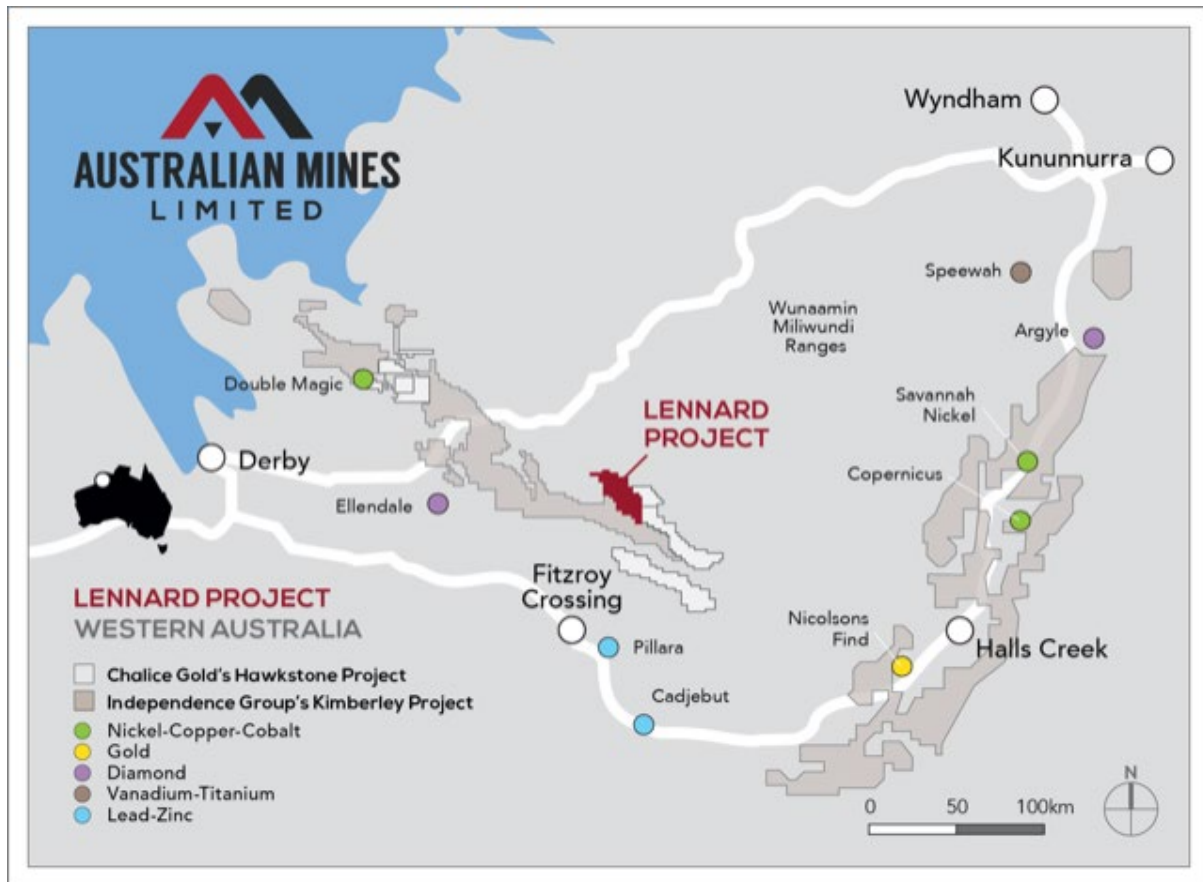 AUSTRALIAN MINES
LIMITED
Wyndham
Kununnurra
Speewah
Wunaamin
Miliwundi
Ranges
Argyle
Double Magic
Savannah
Nickel
LENNARD
PROJECT
Derby
Copernicus
Ellendale
Fitzroy
Crossing
Nicolsons
Find
Halls Creek
Pillara
Cadjebut
LENNARD PROJECT
WESTERN AUSTRALIA
Chalice Gold's Hawkstone Project
Independence Group's Kimberley Project
Nickel-Copper-Cobalt
Gold
Diamond
Vanadium-Titanium
Lead-Zinc
N
0 50 100km